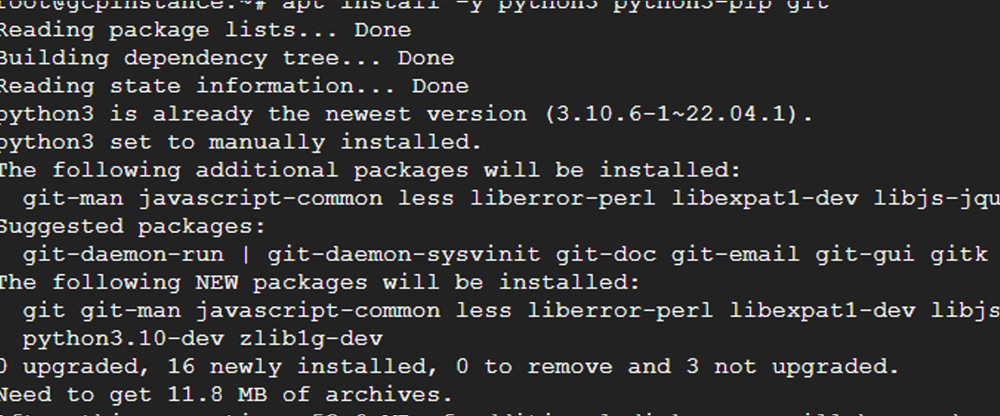 root@gcpinstance:~# apt install -y python3 python3-pip git
Reading package lists... Done
Building dependency tree... Done
Reading state information... Done
python3 is already the newest version (3.10.6-1~22.04.1).
python3 set to manually installed.
The following additional packages will be installed:
git-man javascript-common less liberror-perl libexpat1-dev libjs-jqu
Suggested packages:
git-daemon-run | git-daemon-sysvinit git-doc git-email git-gui gitk
The following NEW packages will be installed:
git git-man javascript-common less liberror-perl libexpat1-dev libjs
python3.10-dev zlib1g-dev
0 upgraded, 16 newly installed, 0 to remove and 3 not upgraded.
Need to get 11.8 MB of archives.